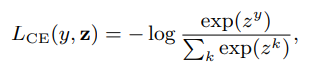 L_CE(y, **z**) = − log exp(z^y) / ∑_k exp(z^k),